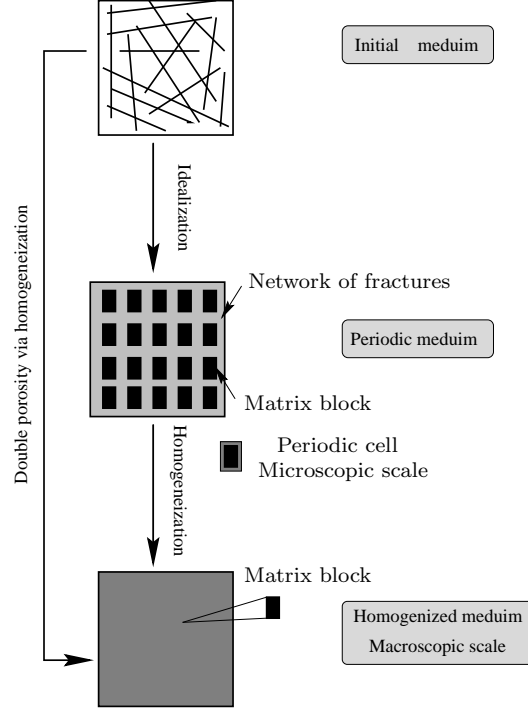 Initial meduim
Idealization
Double porosity via homogeneization
Network of fractures
Periodic meduim
Matrix block
Homogeneization
Periodic cell
Microscopic scale
Matrix block
Homogenized meduim
Macroscopic scale